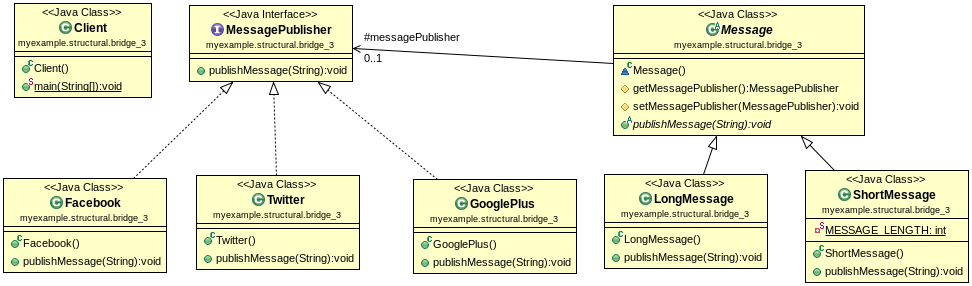 <<Java Class>>
Client
myexample.structural.bridge_3
Client()
main(String[]):void
<<Java Interface>>
MessagePublisher
myexample.structural.bridge_3
publishMessage(String):void
#messagePublisher
0..1
<<Java Class>>
Message
myexample.structural.bridge_3
Message()
getMessagePublisher():MessagePublisher
setMessagePublisher(MessagePublisher):void
publishMessage(String):void
<<Java Class>>
Facebook
myexample.structural.bridge_3
Facebook()
publishMessage(String):void
<<Java Class>>
Twitter
myexample.structural.bridge_3
Twitter()
publishMessage(String):void
<<Java Class>>
GooglePlus
myexample.structural.bridge_3
GooglePlus()
publishMessage(String):void
<<Java Class>>
LongMessage
myexample.structural.bridge_3
LongMessage()
publishMessage(String):void
<<Java Class>>
ShortMessage
myexample.structural.bridge_3
MESSAGE_LENGTH: int
ShortMessage()
publishMessage(String):void